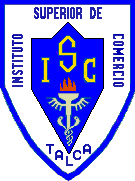 INSTITUTO
SUPERIOR DE
COMERCIO
S
I C
TALCA